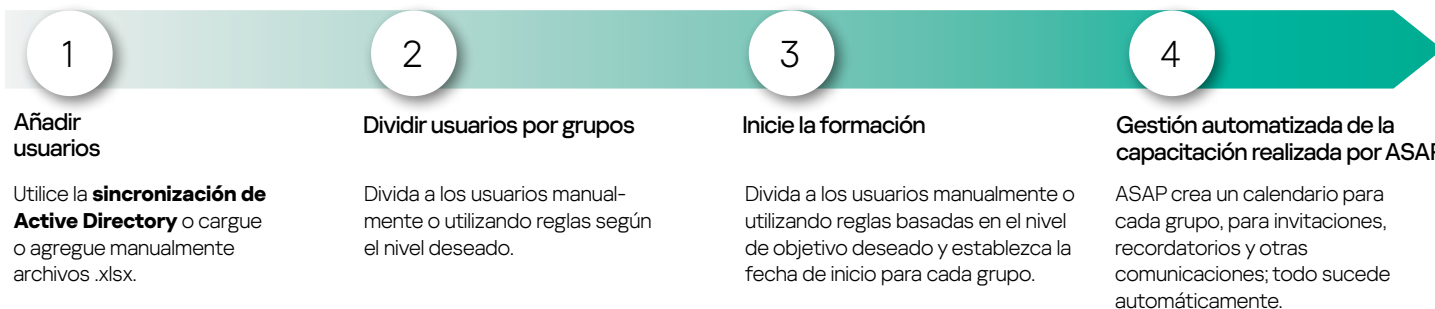 1
Añadir
usuarios
Utilice la sincronización de
Active Directory o cargue
o agregue manualmente
archivos .xlsx.
2
Dividir usuarios por grupos
Divida a los usuarios manual-
mente o utilizando reglas según
el nivel deseado.
3
Inicie la formación
Divida a los usuarios manualmente o
utilizando reglas basadas en el nivel
de objetivo deseado y establezca la
fecha de inicio para cada grupo.
4
Gestión automatizada de la
capacitación realizada por ASAP
ASAP crea un calendario para
cada grupo, para invitaciones,
recordatorios y otras
comunicaciones; todo sucede
automáticamente.